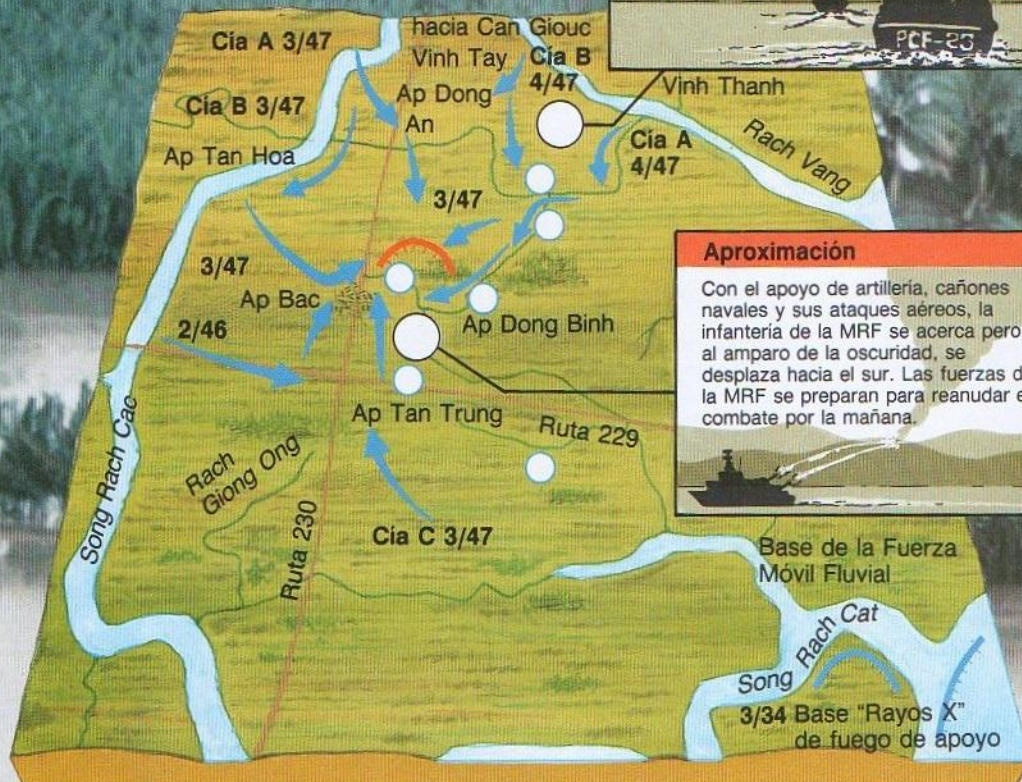 PCF-23
hacia Can Giouc
Cía A 3/47
Vinh Tay
Cía B
4/47
Vinh Thanh
Ap Dong
An
Cía B 3/47
Rach Vang
Cía A
4/47
Ap Tan Hoa
3/47
3/47
Ap Bac
2/46
Ap Dong Binh
Aproximación
Con el apoyo de artillería, cañones
navales y sus ataques aéreos, la
infantería de la MRF se acerca pero
al amparo de la oscuridad, se
desplaza hacia el sur. Las fuerzas d
la MRF se preparan para reanudar e
combate por la mañana.
Ap Tan Trung
Ruta 229
Song Rach Cac
Rach
Giong Ong
Ruta 230
Cía C 3/47
Base de la Fuerza
Móvil Fluvial
Song Rach Cat
3/34 Base "Rayos X"
de fuego de apoyo